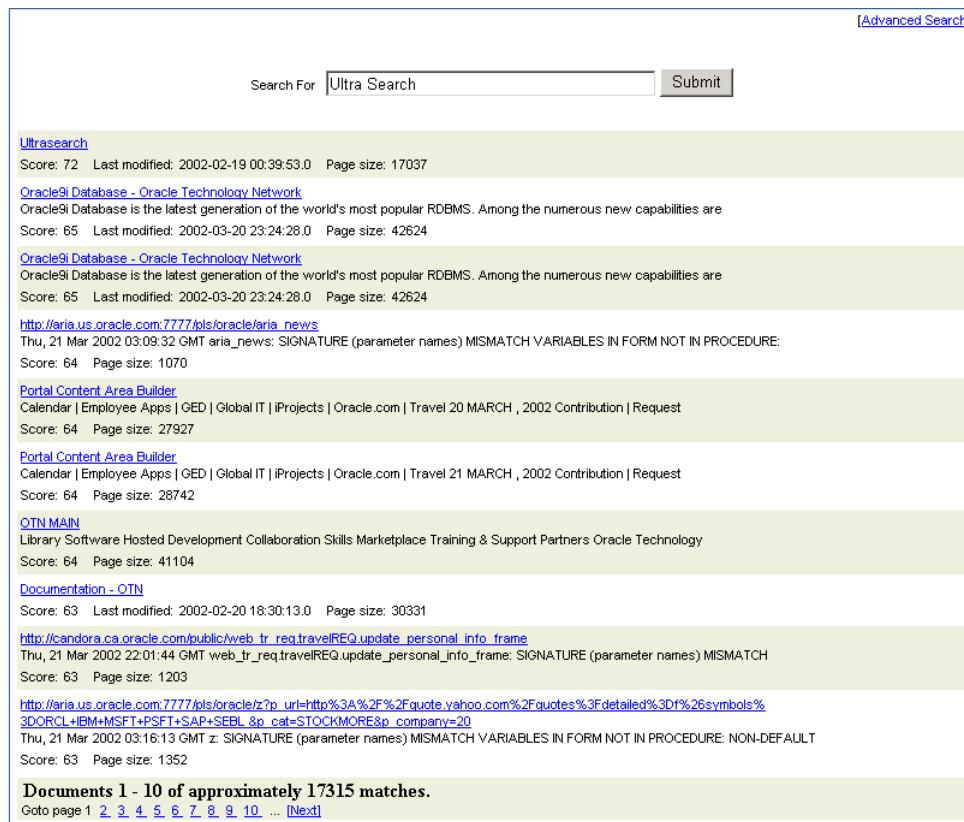 [Advanced Search
Search For Ultra Search Submit
Ultrasearch
Score: 72 Last modified: 2002-02-19 00:39:53.0 Page size: 17037
Oracle9i Database - Oracle Technology Network
Oracle9i Database is the latest generation of the world's most popular RDBMS. Among the numerous new capabilities are
Score: 65 Last modified: 2002-03-20 23:24:28.0 Page size: 42624
Oracle9i Database - Oracle Technology Network
Oracle9i Database is the latest generation of the world's most popular RDBMS. Among the numerous new capabilities are
Score: 65 Last modified: 2002-03-20 23:24:28.0 Page size: 42624
http://aria.us.oracle.com:7777/pls/oracle/aria_news
Thu, 21 Mar 2002 03:09:32 GMT aria_news: SIGNATURE (parameter names) MISMATCH VARIABLES IN FORM NOT IN PROCEDURE:
Score: 64 Page size: 1070
Portal Content Area Builder
Calendar | Employee Apps | GED | Global IT | iProjects | Oracle.com | Travel 20 MARCH , 2002 Contribution | Request
Score: 64 Page size: 27927
Portal Content Area Builder
Calendar | Employee Apps | GED | Global IT | iProjects | Oracle.com | Travel 21 MARCH , 2002 Contribution | Request
Score: 64 Page size: 28742
OTN MAIN
Library Software Hosted Development Collaboration Skills Marketplace Training & Support Partners Oracle Technology
Score: 64 Page size: 41104
Documentation - OTN
Score: 63 Last modified: 2002-02-20 18:30:13.0 Page size: 30331
http://candora.ca.oracle.com/public/web_tr_req.travelREQ.update_personal_info_frame
Thu, 21 Mar 2002 22:01:44 GMT web_tr_req.travelREQ.update_personal_info_frame: SIGNATURE (parameter names) MISMATCH
Score: 63 Page size: 1203
http://aria.us.oracle.com:7777/pls/oracle/z?p_url=http%3A%2F%2Fquote.yahoo.com%2Fquotes%3Fdetailed%3Df%26symbols%
3DORCL+IBM+MSFT+PSFT+SAP+SEBL &p_cat=STOCKMORE&p_company=20
Thu, 21 Mar 2002 03:16:13 GMT z: SIGNATURE (parameter names) MISMATCH VARIABLES IN FORM NOT IN PROCEDURE: NON-DEFAULT
Score: 63 Page size: 1352
Documents 1 - 10 of approximately 17315 matches.
Goto page 1 2 3 4 5 6 7 8 9 10 ... [Next]